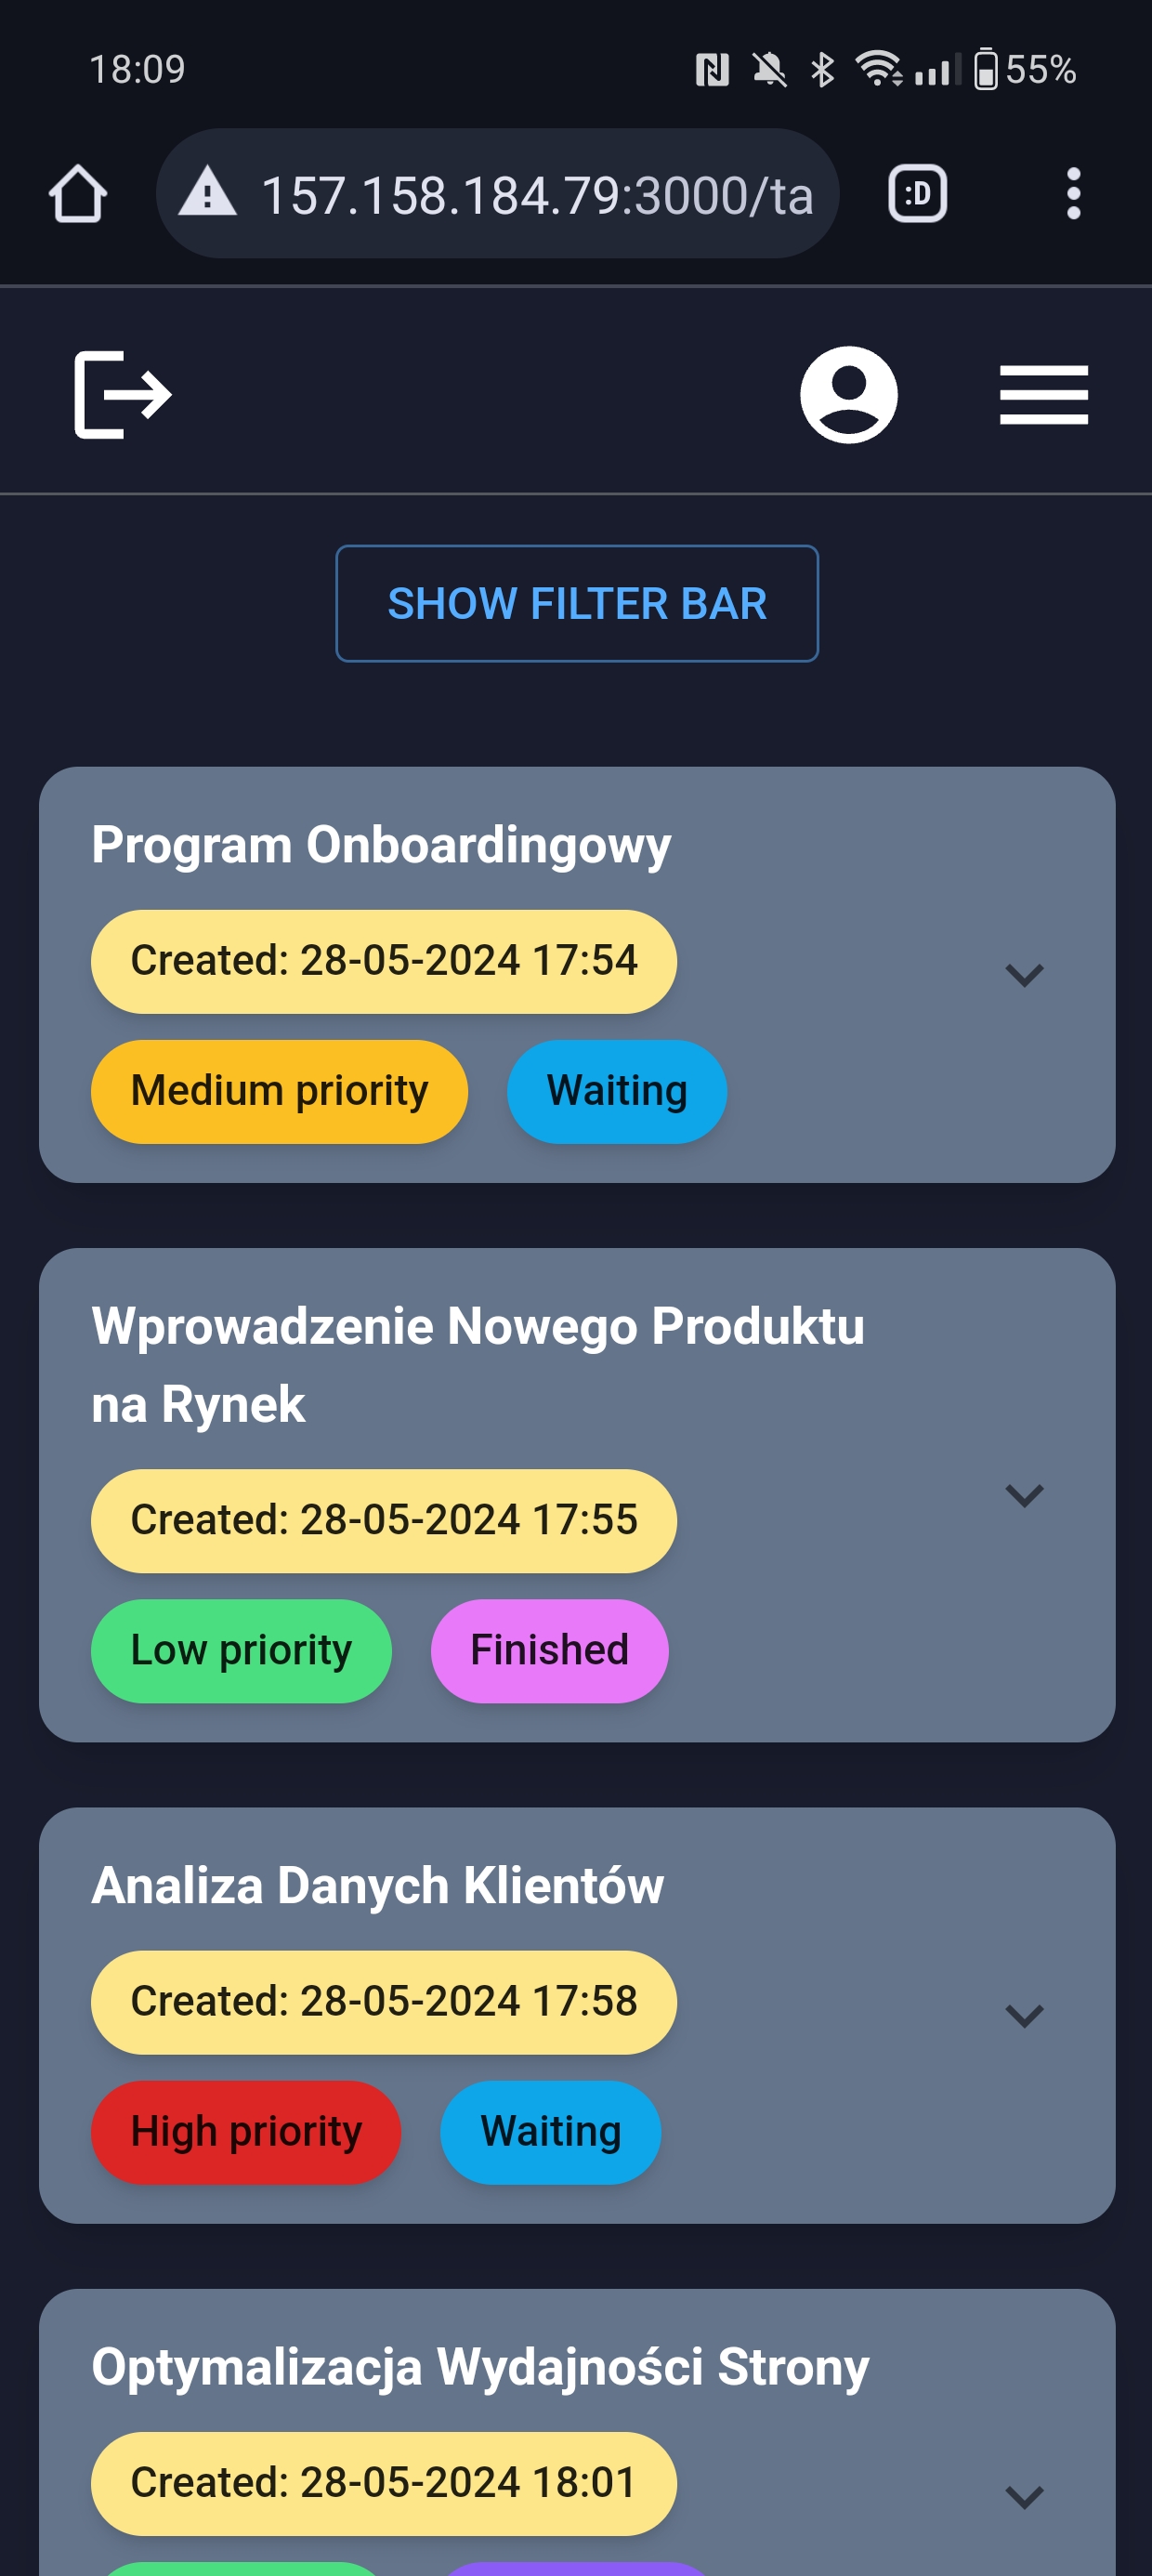 18:09
55%
157.158.184.79:3000/ta
:D
SHOW FILTER BAR
Program Onboardingowy
Created: 28-05-2024 17:54
Medium priority Waiting
Wprowadzenie Nowego Produktu
na Rynek
Created: 28-05-2024 17:55
Low priority Finished
Analiza Danych Klientów
Created: 28-05-2024 17:58
High priority Waiting
Optymalizacja Wydajności Strony
Created: 28-05-2024 18:01